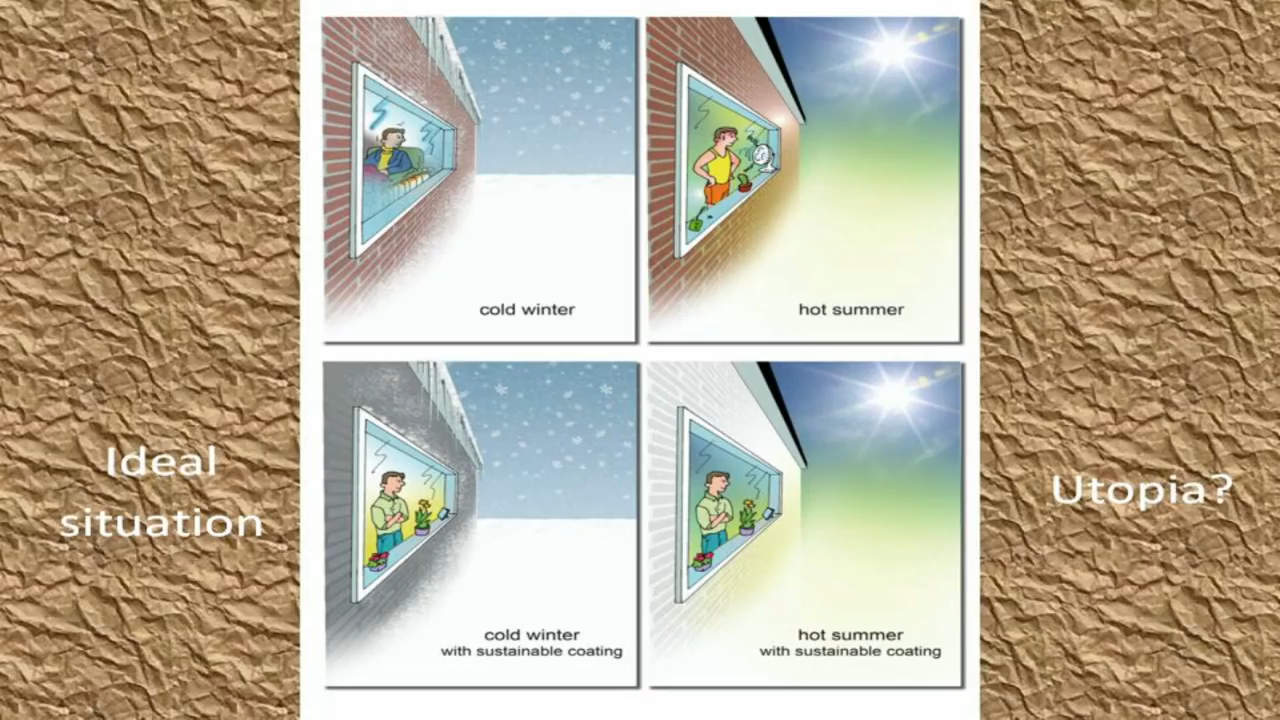 cold winter
hot summer
Ideal
situation
Utopia?
cold winter
with sustainable coating
hot summer
with sustainable coating